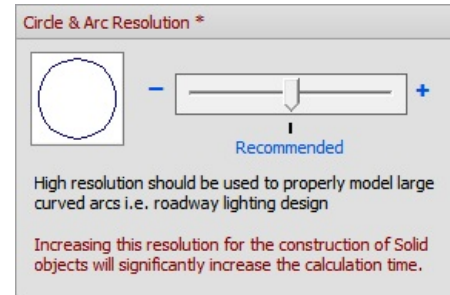 Circle & Arc Resolution *
− +
Recommended
High resolution should be used to properly model large
curved arcs i.e. roadway lighting design
Increasing this resolution for the construction of Solid
objects will significantly increase the calculation time.